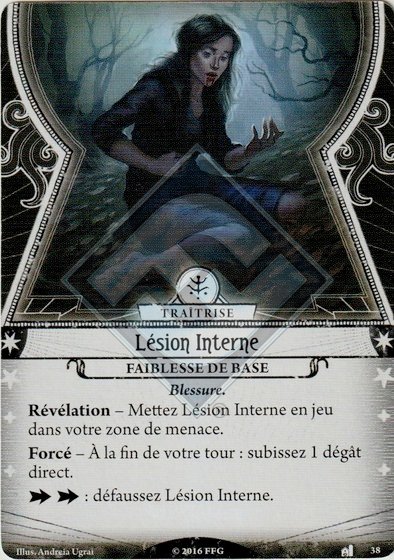 TRAÎTRISE
Lésion Interne
FAIBLESSE DE BASE
Blessure.
Révélation – Mettez Lésion Interne en jeu
dans votre zone de menace.
Forcé – À la fin de votre tour : subissez 1 dégât
direct.
: défaussez Lésion Interne.
Illus. Andreia Ugrai
© 2016 FFG
38